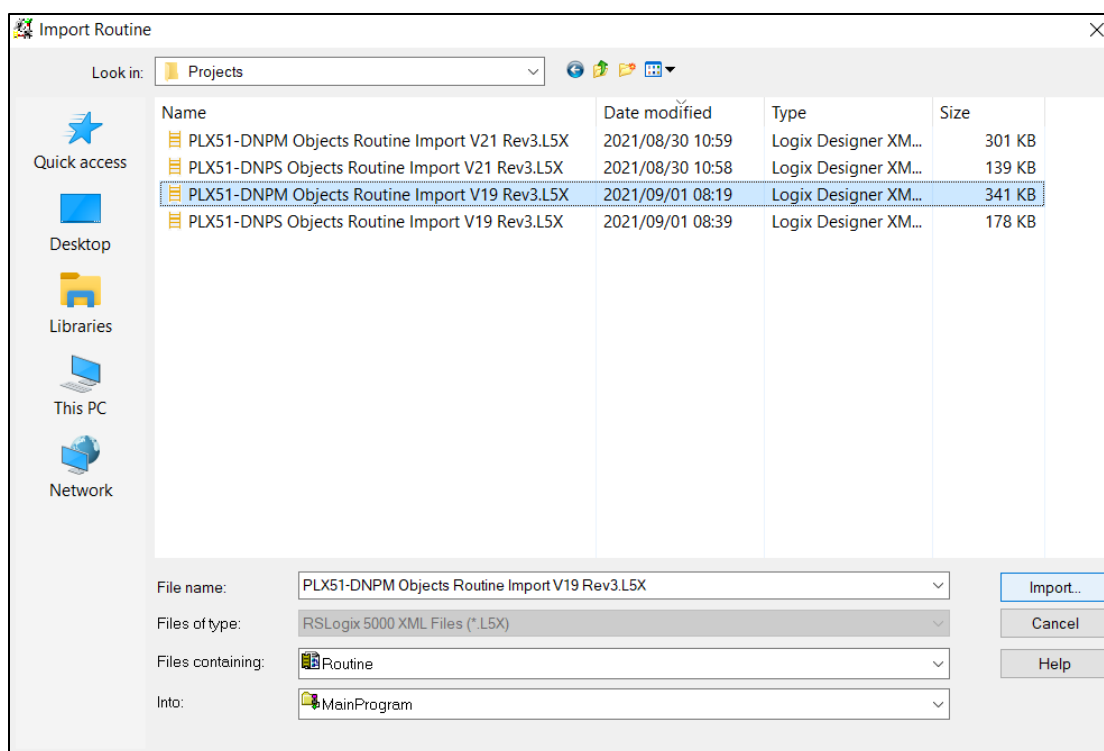 Import Routine
Look in: Projects
Name Date modified Type Size
PLX51-DNPM Objects Routine Import V21 Rev3.L5X 2021/08/30 10:59 Logix Designer XM... 301 KB
PLX51-DNPS Objects Routine Import V21 Rev3.L5X 2021/08/30 10:58 Logix Designer XM... 139 KB
PLX51-DNPM Objects Routine Import V19 Rev3.L5X 2021/09/01 08:19 Logix Designer XM... 341 KB
PLX51-DNPS Objects Routine Import V19 Rev3.L5X 2021/09/01 08:39 Logix Designer XM... 178 KB
Quick access
Desktop
Libraries
This PC
Network
File name: PLX51-DNPM Objects Routine Import V19 Rev3.L5X Import...
Files of type: RSLogix 5000 XML Files (*.L5X) Cancel
Files containing: Routine Help
Into: MainProgram